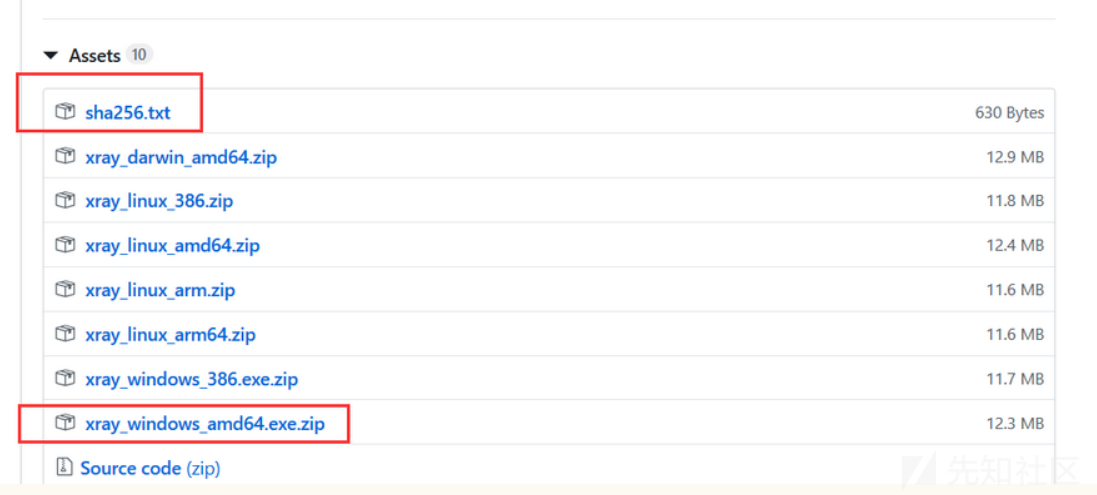 Assets 10
sha256.txt 630 Bytes
xray_darwin_amd64.zip 12.9 MB
xray_linux_386.zip 11.8 MB
xray_linux_amd64.zip 12.4 MB
xray_linux_arm.zip 11.6 MB
xray_linux_arm64.zip 11.6 MB
xray_windows_386.exe.zip 11.7 MB
xray_windows_amd64.exe.zip 12.3 MB
Source code (zip)
先知社区